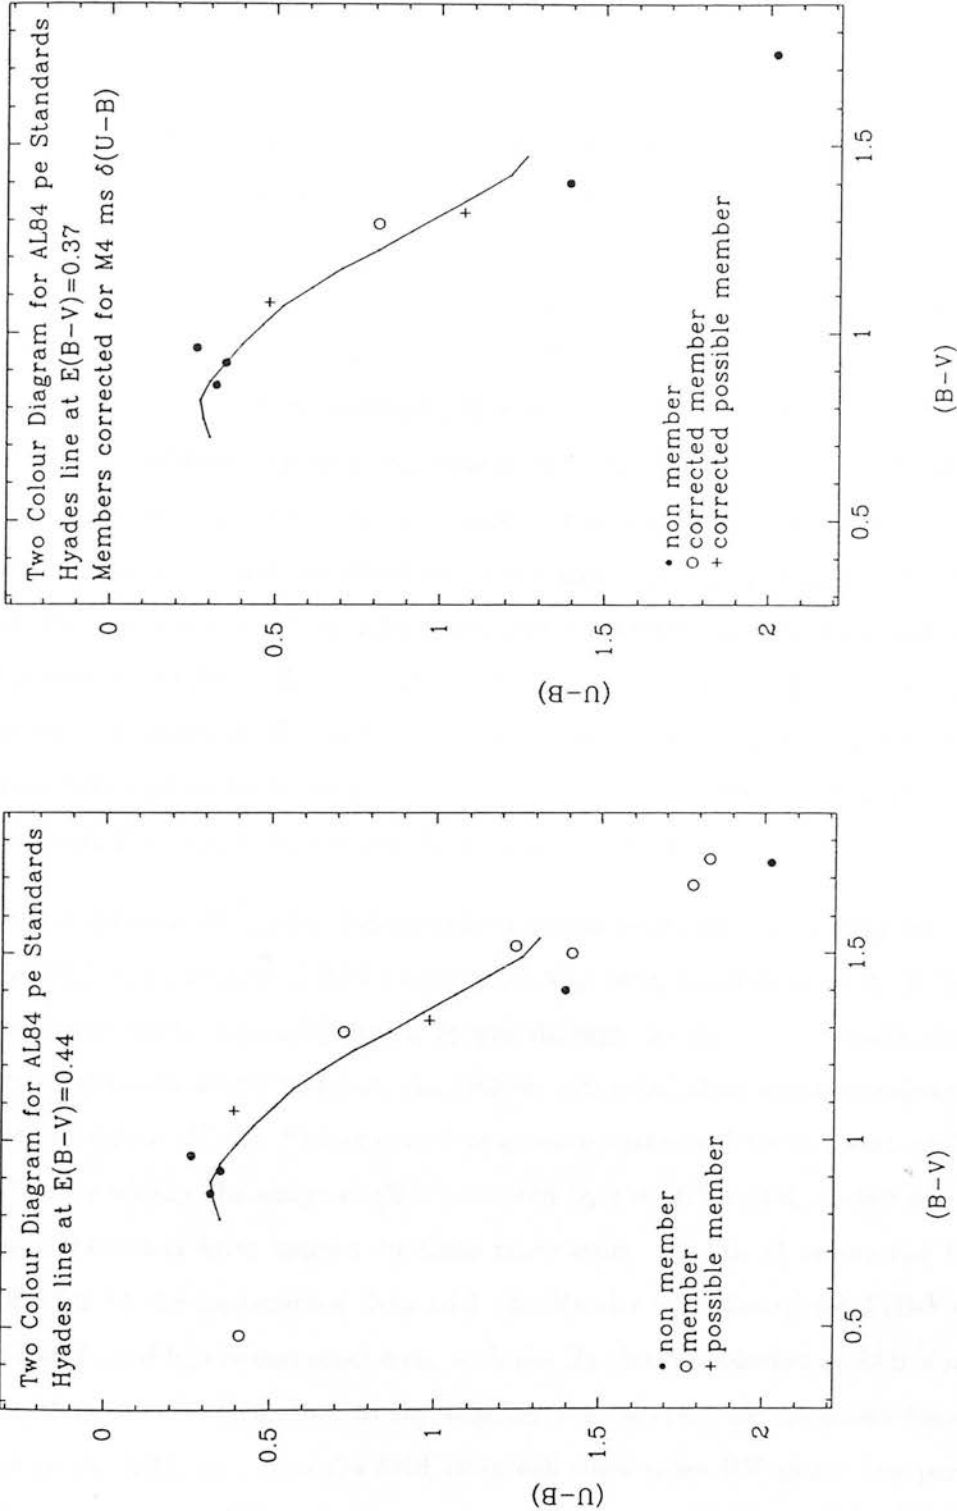 Two Colour Diagram for AL84 pe Standards
Hyades line at E(B-V)=0.44
0
0.5
1
1.5
2
(U-B)
• non member
○ member
+ possible member
0.5
1
1.5
(B-V)
Two Colour Diagram for AL84 pe Standards
Hyades line at E(B-V)=0.37
Members corrected for M4 ms δ(U-B)
0
0.5
1
1.5
2
(U-B)
• non member
○ corrected member
+ corrected possible member
0.5
1
1.5
(B-V)